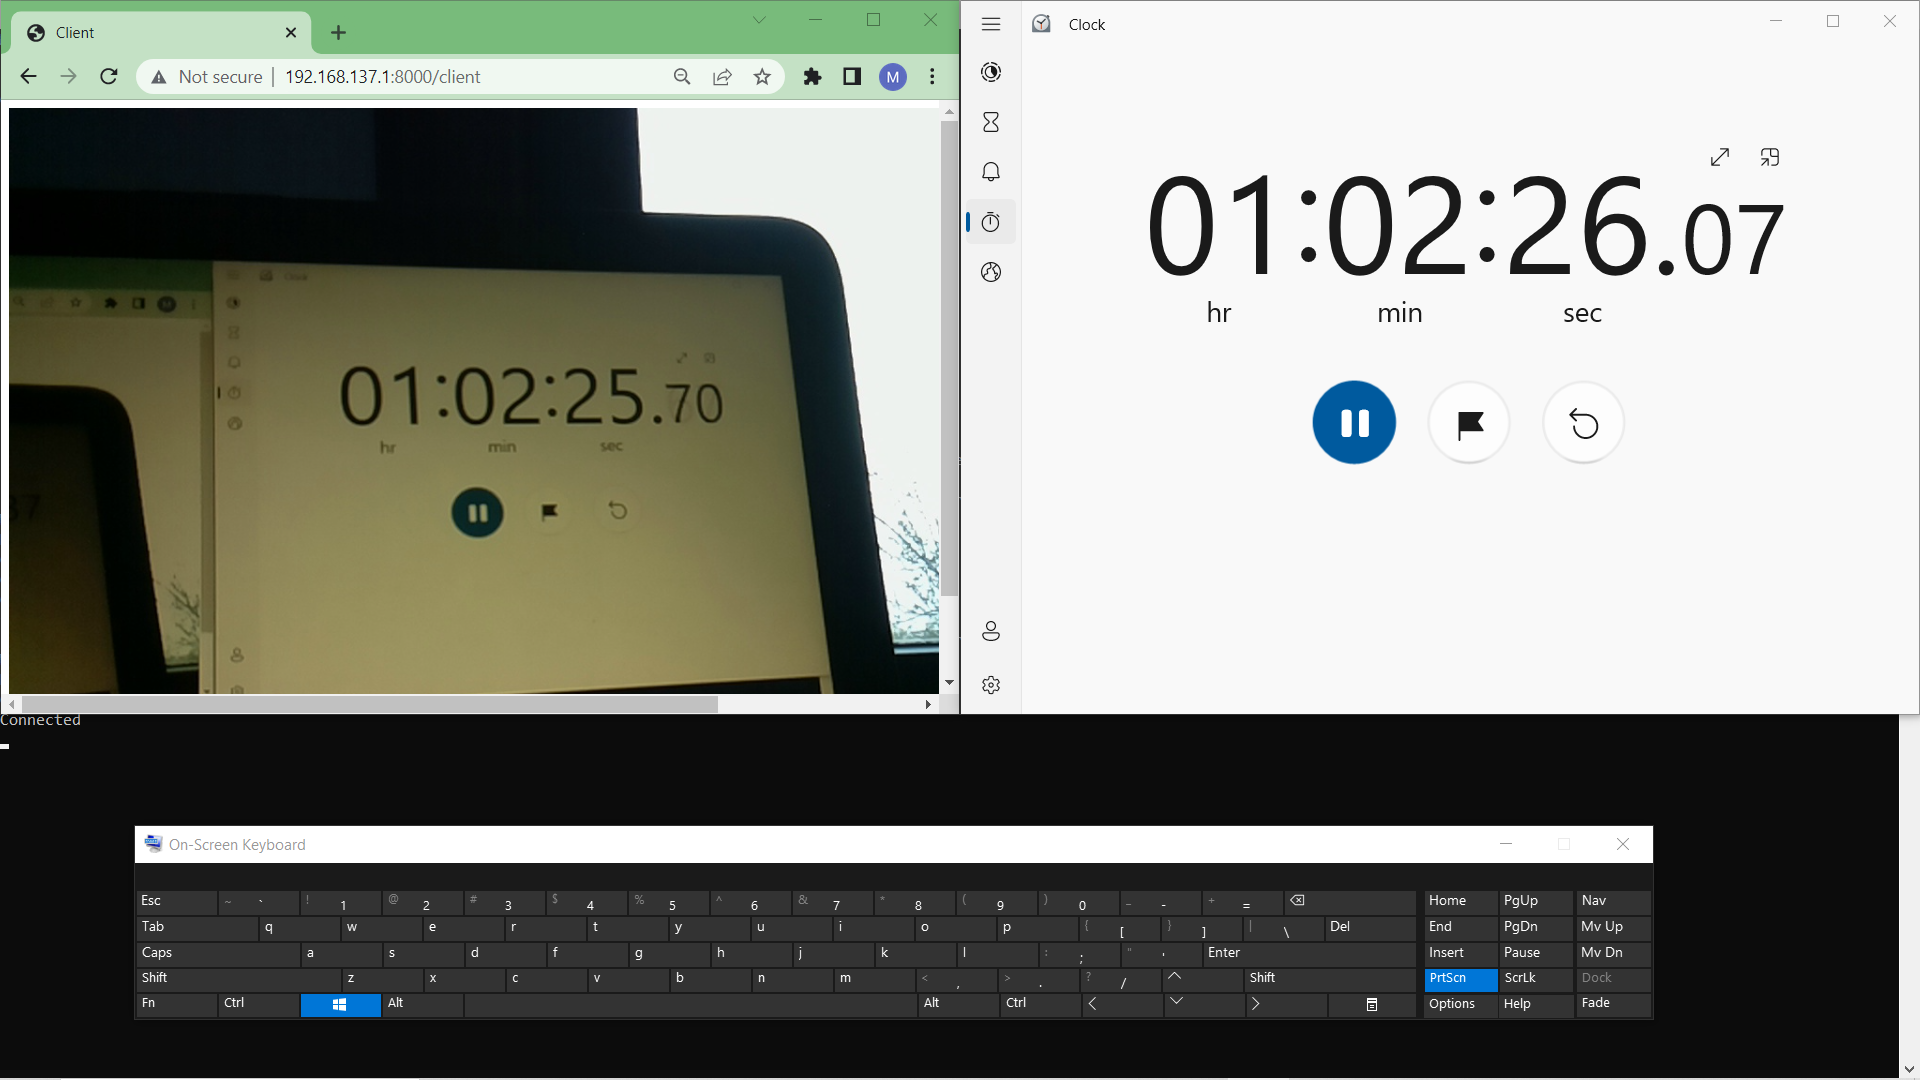 Client
Not secure
192.168.137.1:8000/client
M
Clock
01:02:25.70
hr min sec
Clock
01:02:26.07
hr min sec
Connected
On-Screen Keyboard
Esc ~ ` ! 1 @ 2 # 3 $ 4 % 5 ^ 6 & 7 * 8 ( 9 ) 0 _ - + = Home PgUp Nav
Tab q w e r t y u i o p { [ } ] | \ Del End PgDn Mv Up
Caps a s d f g h j k l : ; " ' Enter Insert Pause Mv Dn
Shift z x c v b n m < , > . ? / Shift PrtScn ScrLk Dock
Fn Ctrl Alt Alt Ctrl Options Help Fade